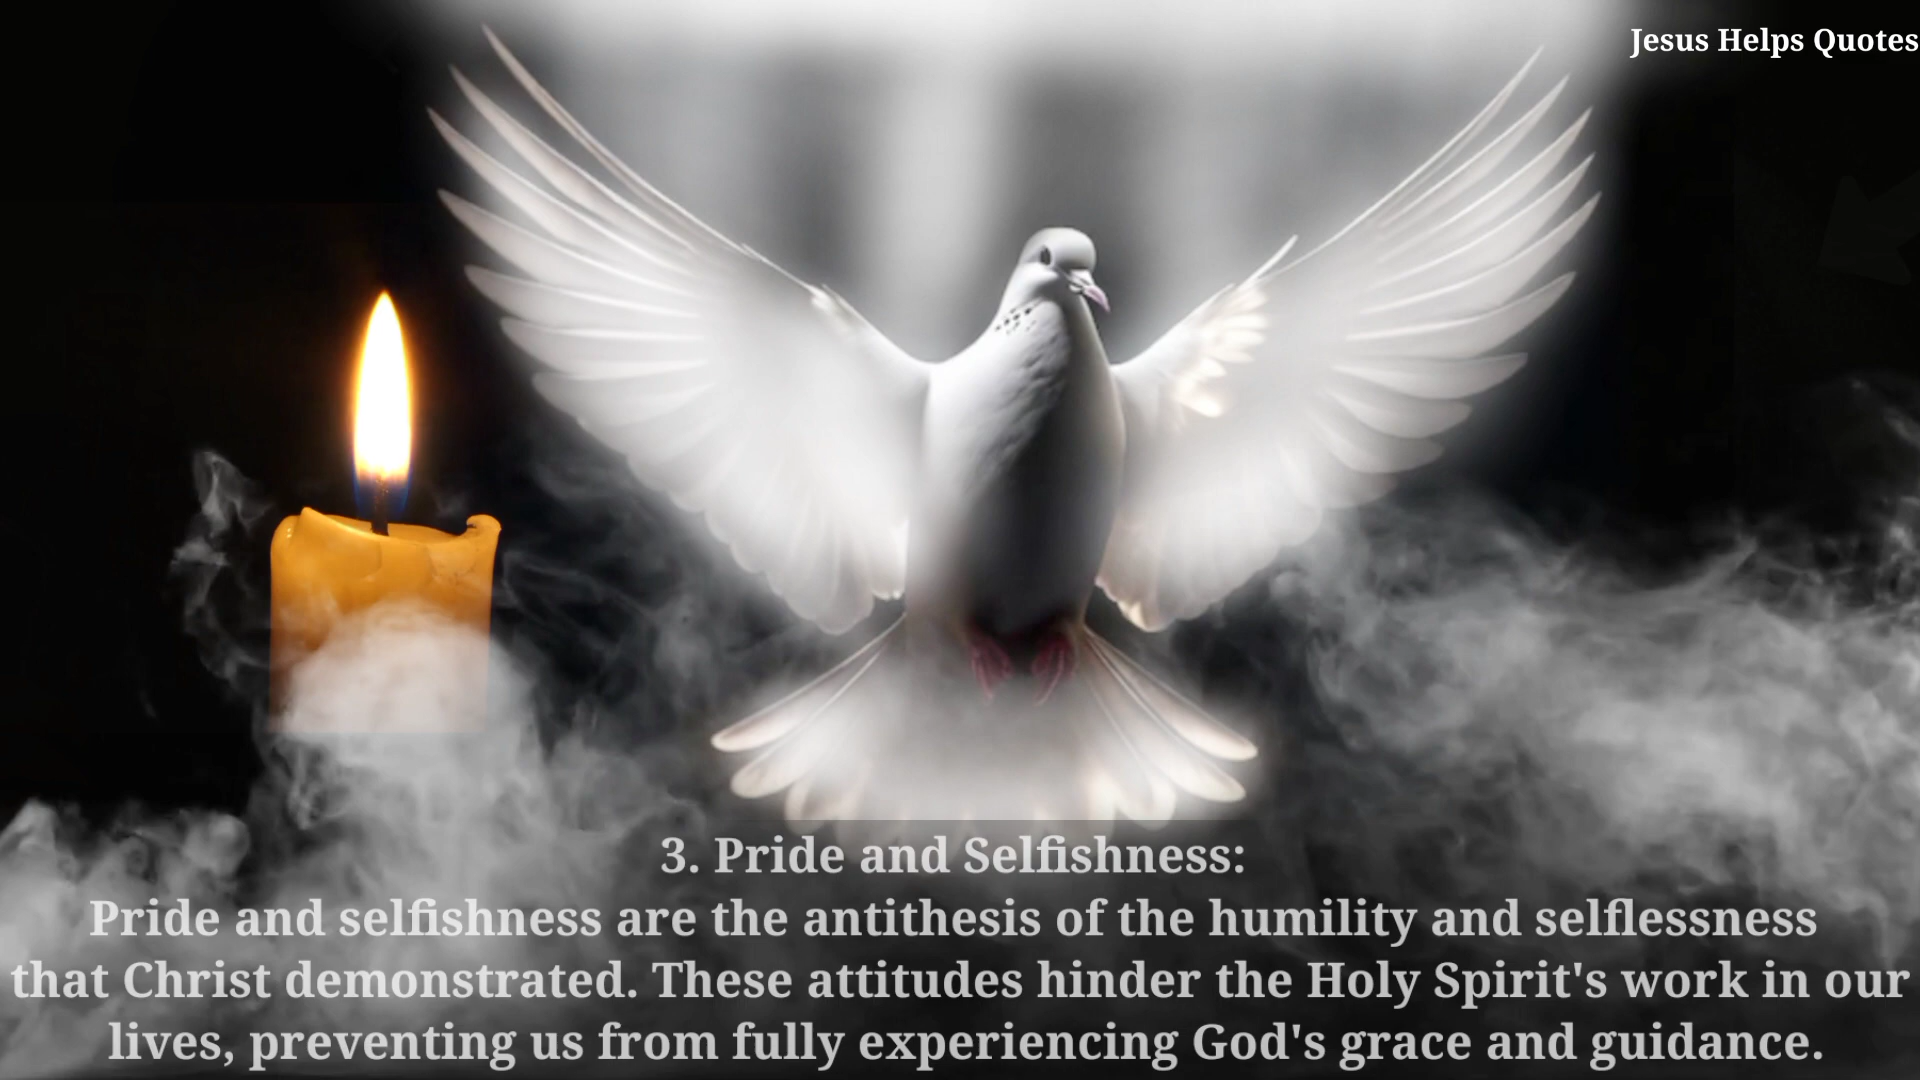 Jesus Helps Quotes
3. Pride and Selfishness:
Pride and selfishness are the antithesis of the humility and selflessness
that Christ demonstrated. These attitudes hinder the Holy Spirit's work in our
lives, preventing us from fully experiencing God's grace and guidance.